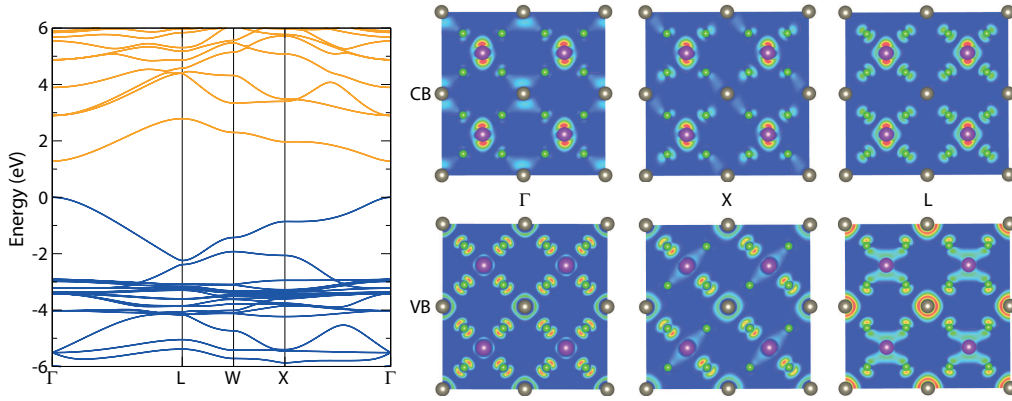 Energy (eV)
6
4
2
0
-2
-4
-6
Γ L W X Γ
CB
Γ X L
VB